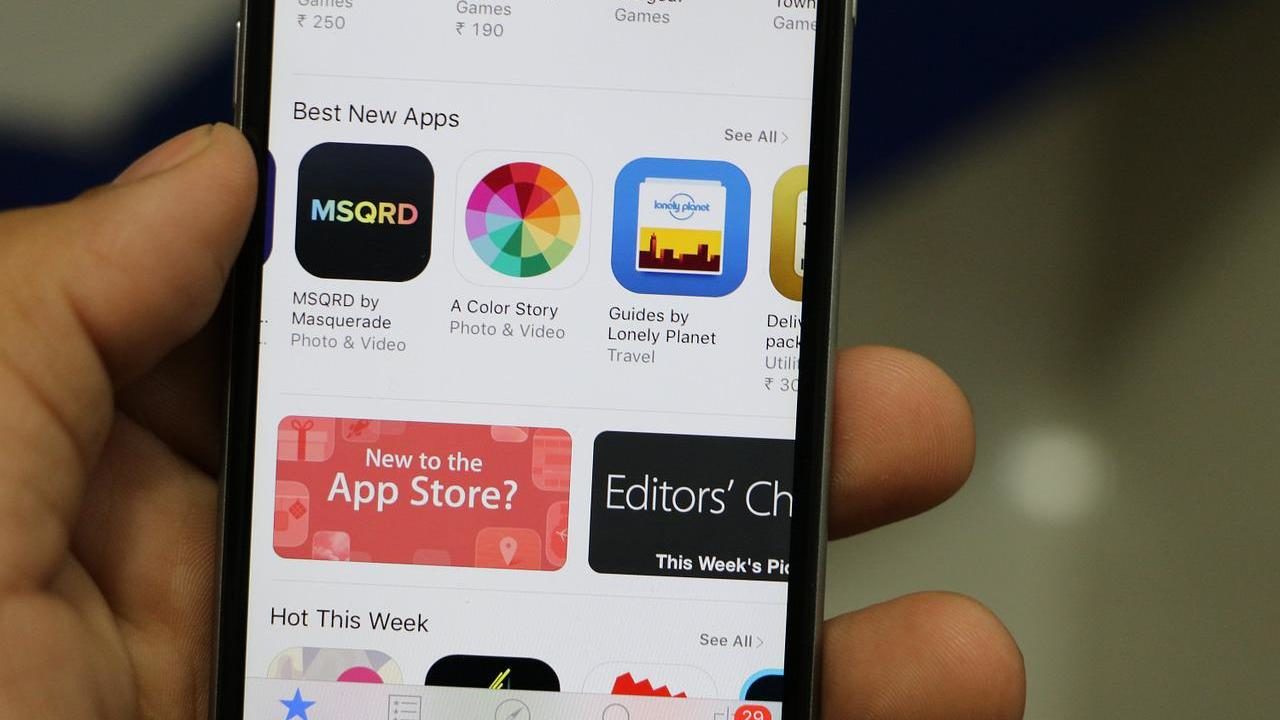 Games
₹ 250
Games
₹ 190
Games
Game
Best New Apps
See All >
MSQRD
lonely planet
MSQRD by
Masquerade
Photo & Video
A Color Story
Photo & Video
Guides by
Lonely Planet
Travel
Deliv
pack
Utili
₹ 30
New to the
App Store?
Editors' Ch
This Week's Pic
Hot This Week
See All >
29